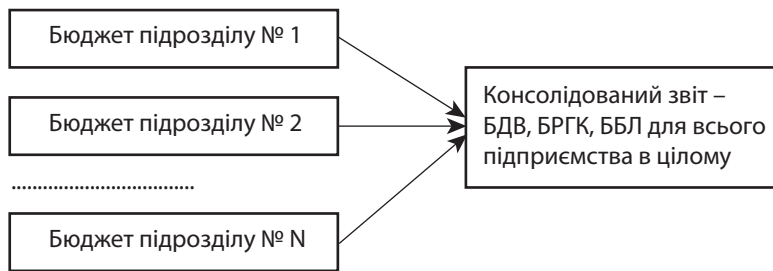 Бюджет підрозділу № 1
Бюджет підрозділу № 2
..................................
Бюджет підрозділу № N
Консолідований звіт –
БДВ, БРГК, ББЛ для всього
підприємства в цілому